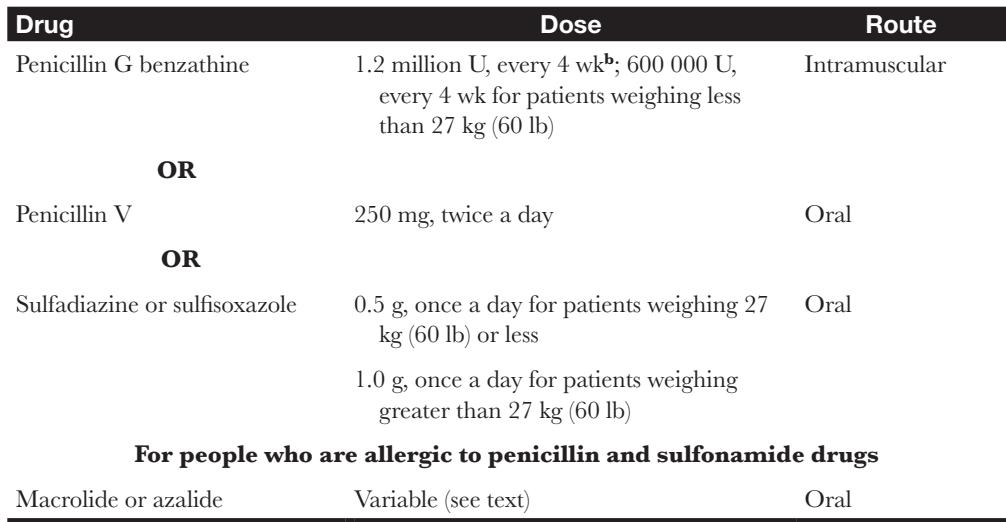 Drug Dose Route
Penicillin G benzathine 1.2 million U, every 4 wkᵇ; 600 000 U, Intramuscular
every 4 wk for patients weighing less
than 27 kg (60 lb)
OR
Penicillin V 250 mg, twice a day Oral
OR
Sulfadiazine or sulfisoxazole 0.5 g, once a day for patients weighing 27 Oral
kg (60 lb) or less
1.0 g, once a day for patients weighing
greater than 27 kg (60 lb)
For people who are allergic to penicillin and sulfonamide drugs
Macrolide or azalide Variable (see text) Oral